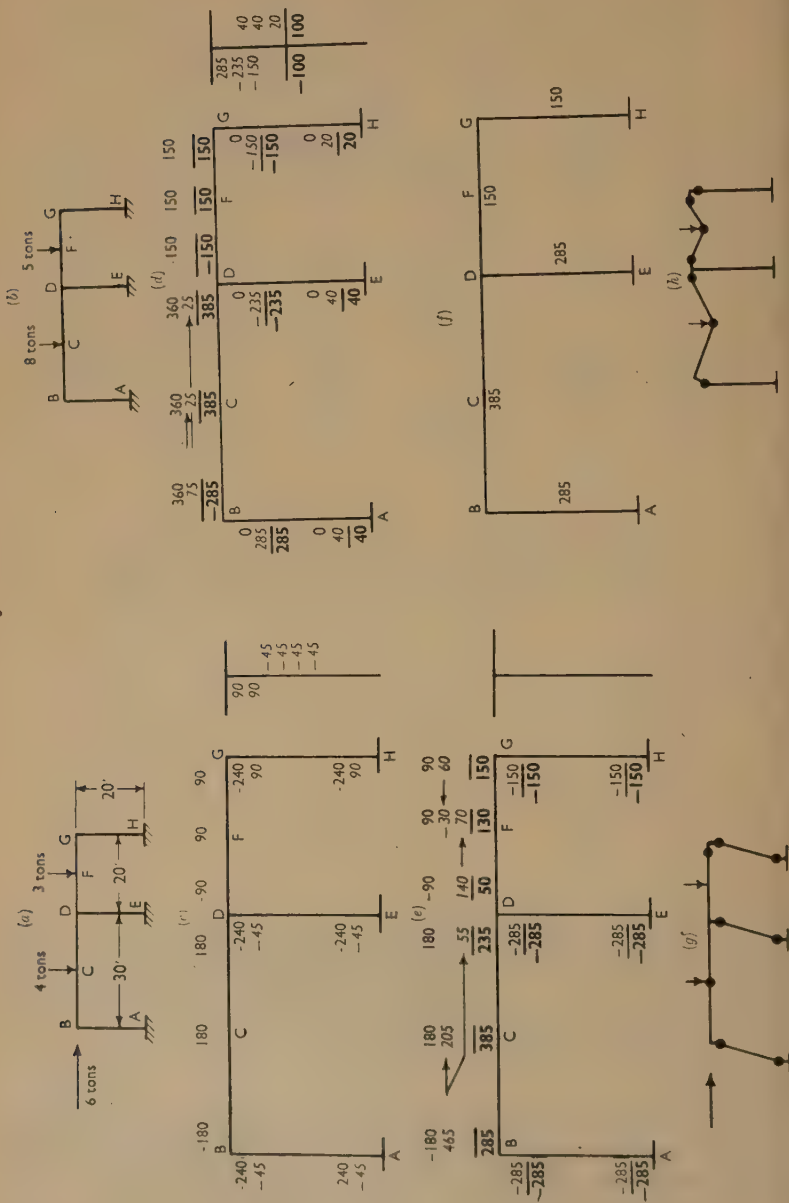 (a)
6 tons
4 tons
3 tons
B
C
D
F
G
30'
20'
20'
A
E
H
(b)
8 tons
5 tons
B
C
D
F
G
A
E
H
(c)
-180
180
180
-90
90
90
B
C
D
F
G
-240
-45
-240
-45
-240
90
240
-45
-240
-45
-240
90
A
E
H
90
90
-45
-45
-45
-45
(d)
360
75
-285
360
25
385
360
25
385
-150
-150
150
150
150
150
B
C
D
F
G
0
285
285
0
-235
-235
0
-150
-150
0
40
40
0
40
40
0
20
20
A
E
H
285
-235
-150
-100
40
40
20
100
(e)
-180
465
285
180
205
385
180
55
235
-90
140
50
90
-30
70
130
90
60
150
B
C
D
F
G
-285
-285
-285
-285
-150
-150
-285
-285
-285
-285
-150
-150
A
E
H
(f)
B
C
D
F
G
385
150
285
285
150
A
E
H
(g)
(h)